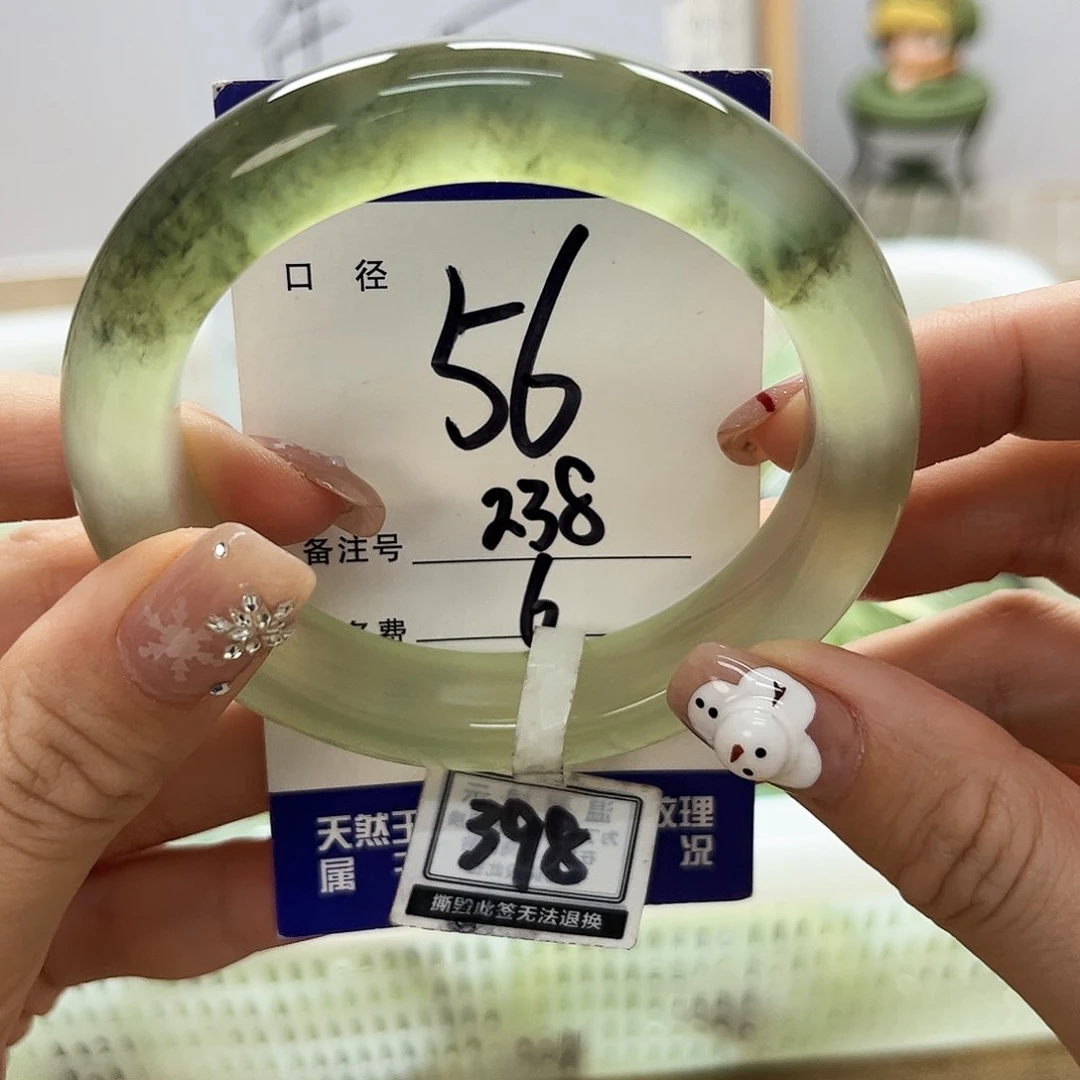 口 径
56
备注号 238
费 6
天然玉 纹理
属 况
398
撕毁此签无法退换